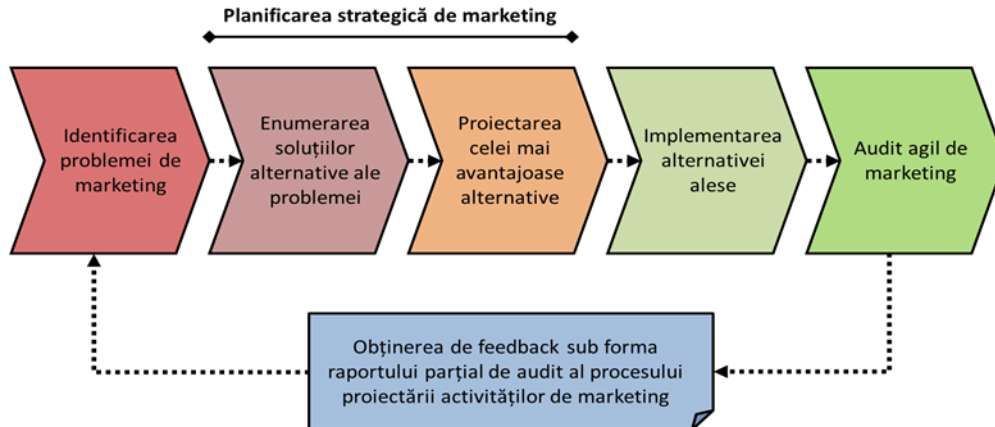 Planificarea strategică de marketing
Identificarea
problemei de
marketing
Enumerarea
soluțiilor
alternative ale
problemei
Proiectarea
celei mai
avantajoase
alternative
Implementarea
alternativei
alese
Audit agil de
marketing
Obținerea de feedback sub forma
raportului parțial de audit al procesului
proiectării activităților de marketing